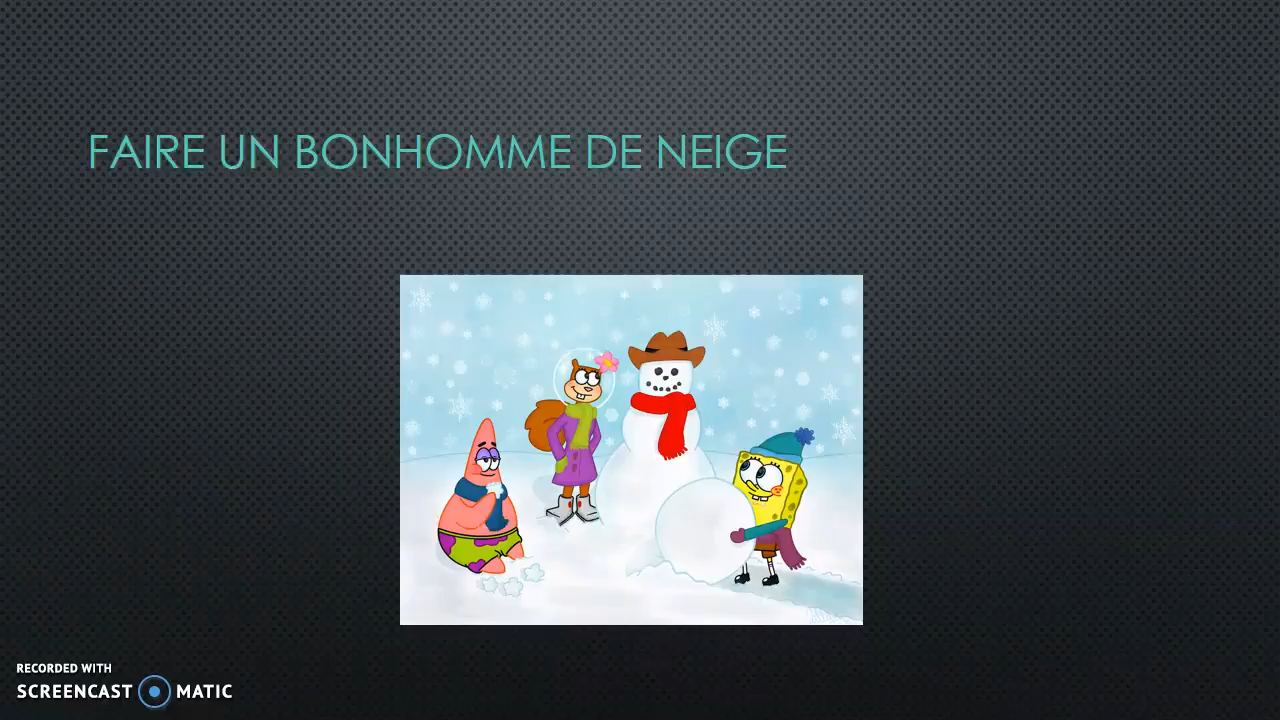 FAIRE UN BONHOMME DE NEIGE
RECORDED WITH
SCREENCAST MATIC